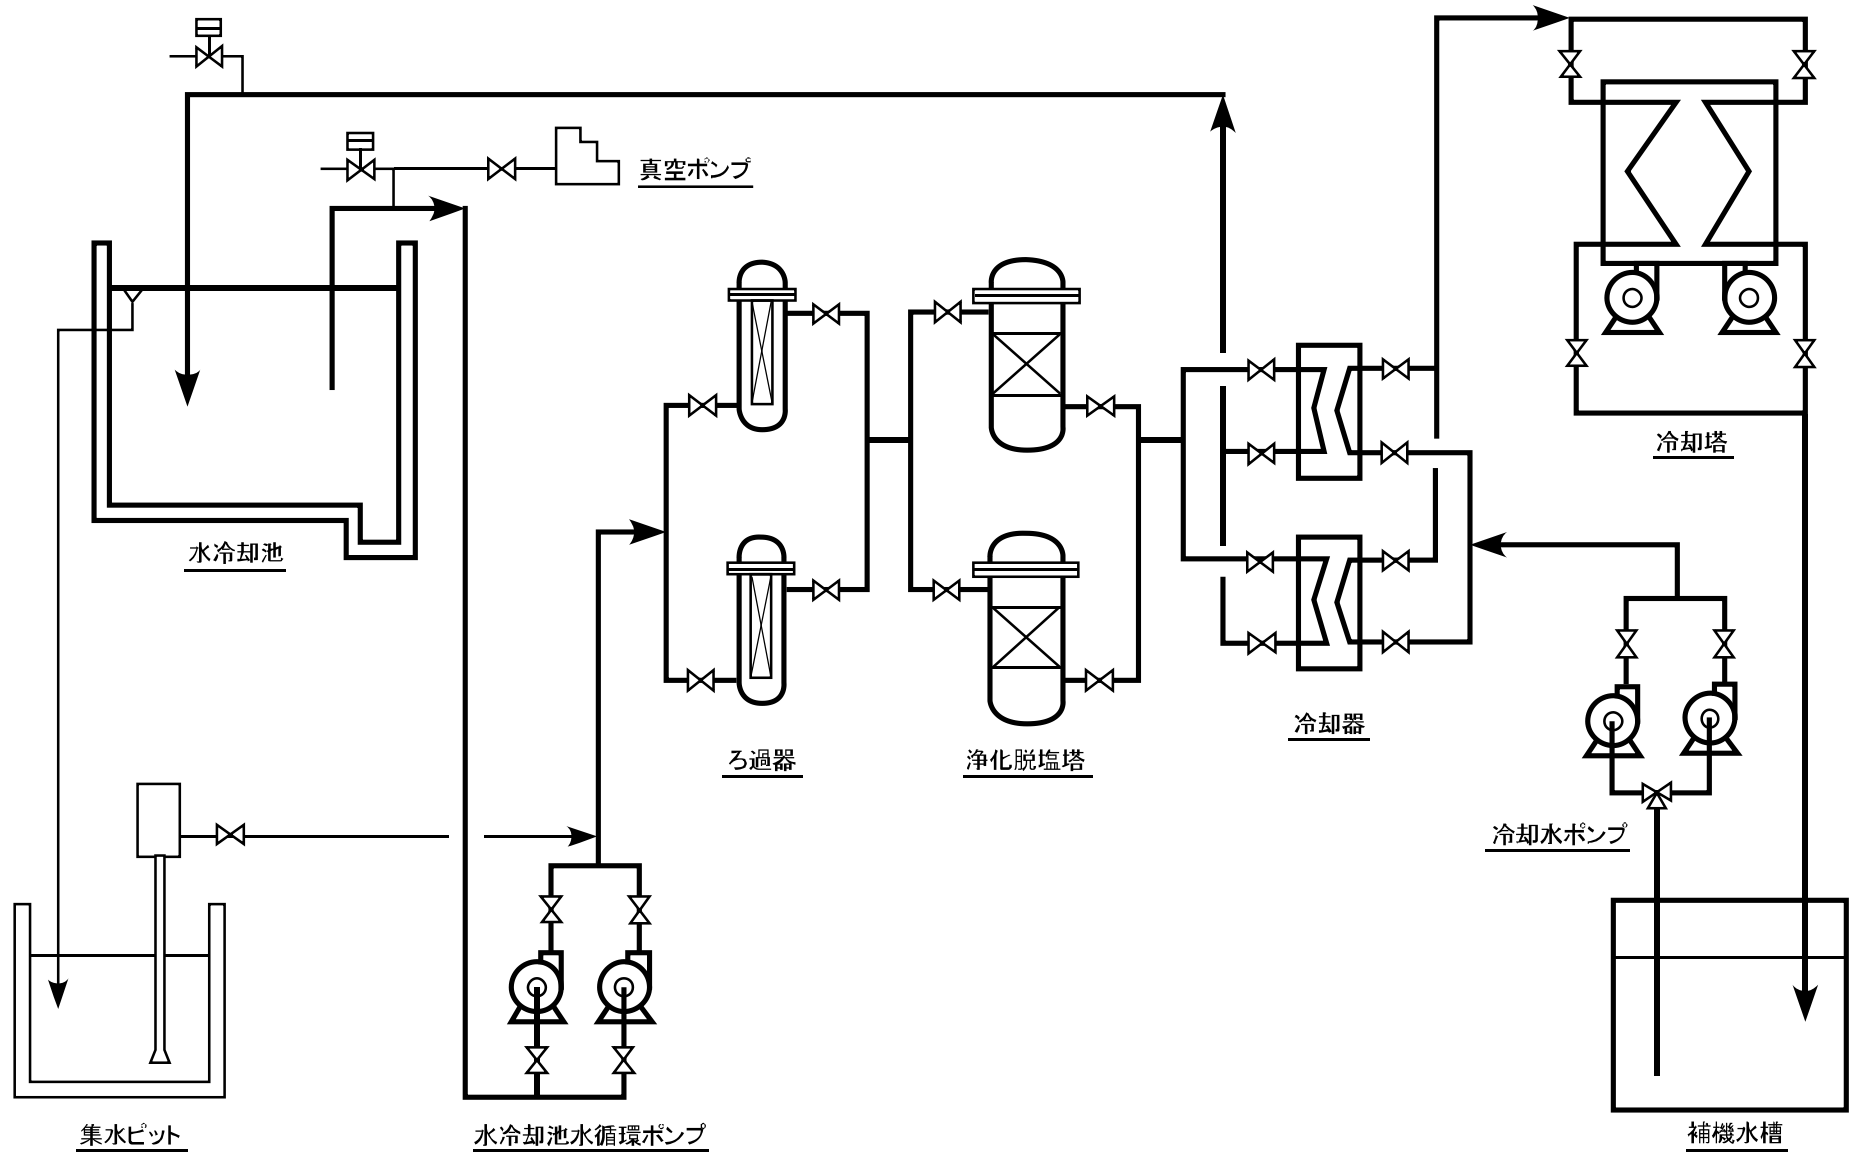 真空ポンプ
冷却塔
水冷却池
冷却器
ろ過器
浄化脱塩塔
冷却水ポンプ
集水ピット
水冷却池水循環ポンプ
補機水槽